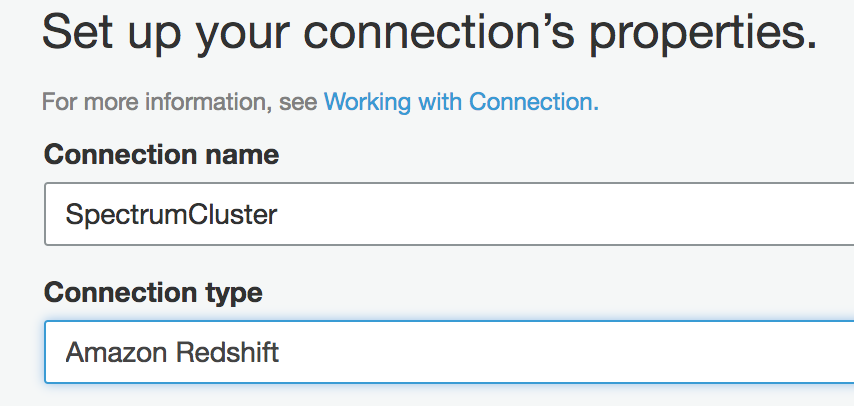 Set up your connection’s properties.
For more information, see Working with Connection.
Connection name
SpectrumCluster
Connection type
Amazon Redshift